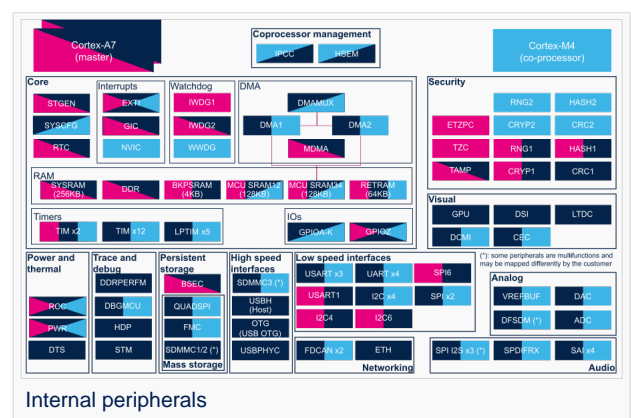 Cortex-A7
(master)
Coprocessor management
IPCC
HSEM
Cortex-M4
(co-processor)
Core
STGEN
SYSCFG
RTC
Interrupts
EXTI
GIC
NVIC
Watchdog
IWDG1
IWDG2
WWDG
DMA
DMAMUX
DMA1
DMA2
MDMA
Security
RNG2
HASH2
ETZPC
CRYP2
CRC2
TZC
RNG1
HASH1
TAMP
CRYP1
CRC1
RAM
SYSRAM
(256KB)
DDR
BKPSRAM
(4KB)
MCU SRAM12
(128KB)
MCU SRAM34
(128KB)
RETRAM
(64KB)
Timers
TIM x2
TIM x12
LPTIM x5
IOs
GPIOA-K
GPIOZ
Visual
GPU
DSI
LTDC
DCMI
CEC
(*): some peripherals are multifunctions and
may be mapped differently by the customer
Power and
thermal
RCC
PWR
DTS
Trace and
debug
DDRPERFM
DBGMCU
HDP
STM
Persistent
storage
BSEC
QUADSPI
FMC
SDMMC1/2 (*)
Mass storage
High speed
interfaces
SDMMC3 (*)
USBH
(Host)
OTG
(USB OTG)
USBPHYC
Low speed interfaces
USART x3
UART x4
SPI6
USART1
I2C x4
SPI x2
I2C4
I2C6
FDCAN x2
ETH
Networking
Analog
VREFBUF
DAC
DFSDM (*)
ADC
SPI I2S x3 (*)
SPDIFRX
SAI x4
Audio
Internal peripherals